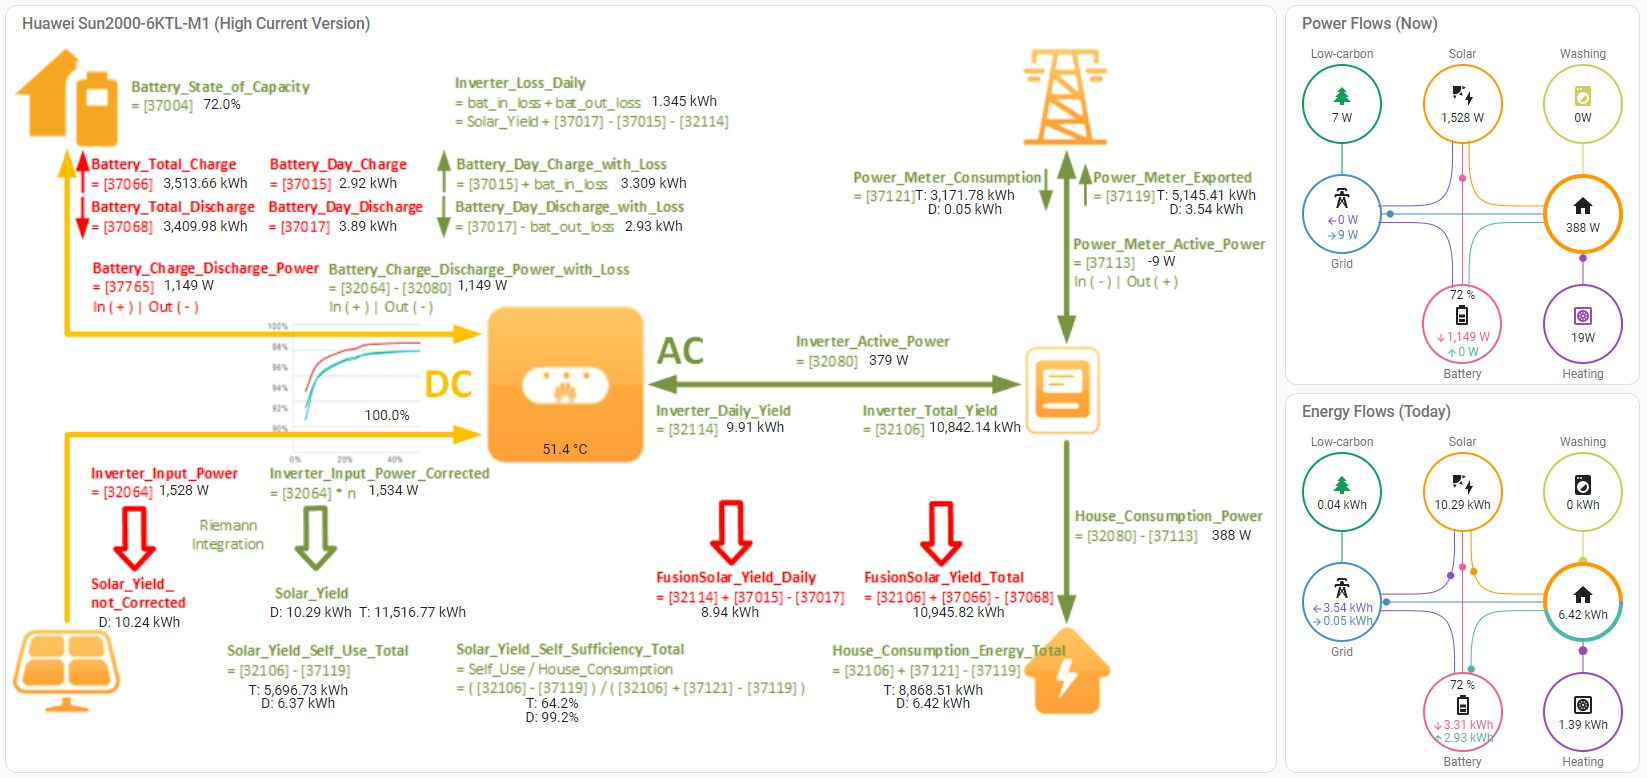 Huawei Sun2000-6KTL-M1 (High Current Version)
Battery_State_of_Capacity
= [37004] 72.0%
Inverter_Loss_Daily
= bat_in_loss + bat_out_loss 1.345 kWh
= Solar_Yield + [37017] - [37015] - [32114]
Battery_Total_Charge
= [37066] 3,513.66 kWh
Battery_Total_Discharge
= [37068] 3,409.98 kWh
Battery_Day_Charge
= [37015] 2.92 kWh
Battery_Day_Discharge
= [37017] 3.89 kWh
Battery_Day_Charge_with_Loss
= [37015] + bat_in_loss 3.309 kWh
Battery_Day_Discharge_with_Loss
= [37017] - bat_out_loss 2.93 kWh
Power_Meter_Consumption
= [37121] T: 3,171.78 kWh
D: 0.05 kWh
Power_Meter_Exported
= [37119] T: 5,145.41 kWh
D: 3.54 kWh
Power_Meter_Active_Power
= [37113] -9 W
In ( - ) | Out ( + )
Battery_Charge_Discharge_Power
= [37765] 1,149 W
In ( + ) | Out ( - )
Battery_Charge_Discharge_Power_with_Loss
= [32064] - [32080] 1,149 W
In ( + ) | Out ( - )
100%
98%
96%
94%
92%
90%
0% 20% 40%
100.0%
DC
51.4 °C
AC
Inverter_Active_Power
= [32080] 379 W
Inverter_Daily_Yield
= [32114] 9.91 kWh
Inverter_Total_Yield
= [32106] 10,842.14 kWh
Inverter_Input_Power
= [32064] 1,528 W
Inverter_Input_Power_Corrected
= [32064] * n 1,534 W
Riemann
Integration
Solar_Yield_
not_Corrected
D: 10.24 kWh
Solar_Yield
D: 10.29 kWh T: 11,516.77 kWh
FusionSolar_Yield_Daily
= [32114] + [37015] - [37017]
8.94 kWh
FusionSolar_Yield_Total
= [32106] + [37066] - [37068]
10,945.82 kWh
House_Consumption_Power
= [32080] - [37113] 388 W
Solar_Yield_Self_Use_Total
= [32106] - [37119]
T: 5,696.73 kWh
D: 6.37 kWh
Solar_Yield_Self_Sufficiency_Total
= Self_Use / House_Consumption
= ( [32106] - [37119] ) / ( [32106] + [37121] - [37119] )
T: 64.2%
D: 99.2%
House_Consumption_Energy_Total
= [32106] + [37121] - [37119]
T: 8,868.51 kWh
D: 6.42 kWh
Power Flows (Now)
Low-carbon
Solar
Washing
7 W
1,528 W
0W
←0 W
→9 W
Grid
388 W
72 %
↓1,149 W
↑0 W
Battery
19W
Heating
Energy Flows (Today)
Low-carbon
Solar
Washing
0.04 kWh
10.29 kWh
0 kWh
←3.54 kWh
→0.05 kWh
Grid
6.42 kWh
72 %
↓3.31 kWh
↑2.93 kWh
Battery
1.39 kWh
Heating